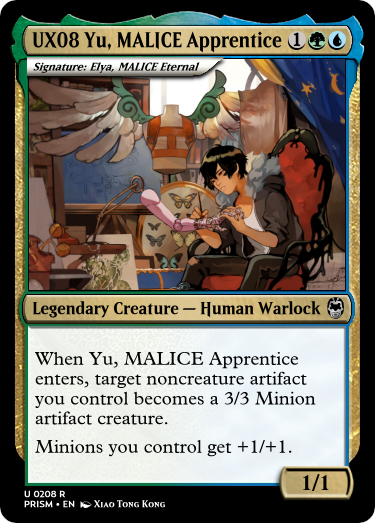 UX08 Yu, MALICE Apprentice 1
Signature: Elya, MALICE Eternal
Legendary Creature — Human Warlock
When Yu, MALICE Apprentice
enters, target noncreature artifact
you control becomes a 3/3 Minion
artifact creature.
Minions you control get +1/+1.
1/1
U 0208 R
PRISM • EN Xiao Tong Kong